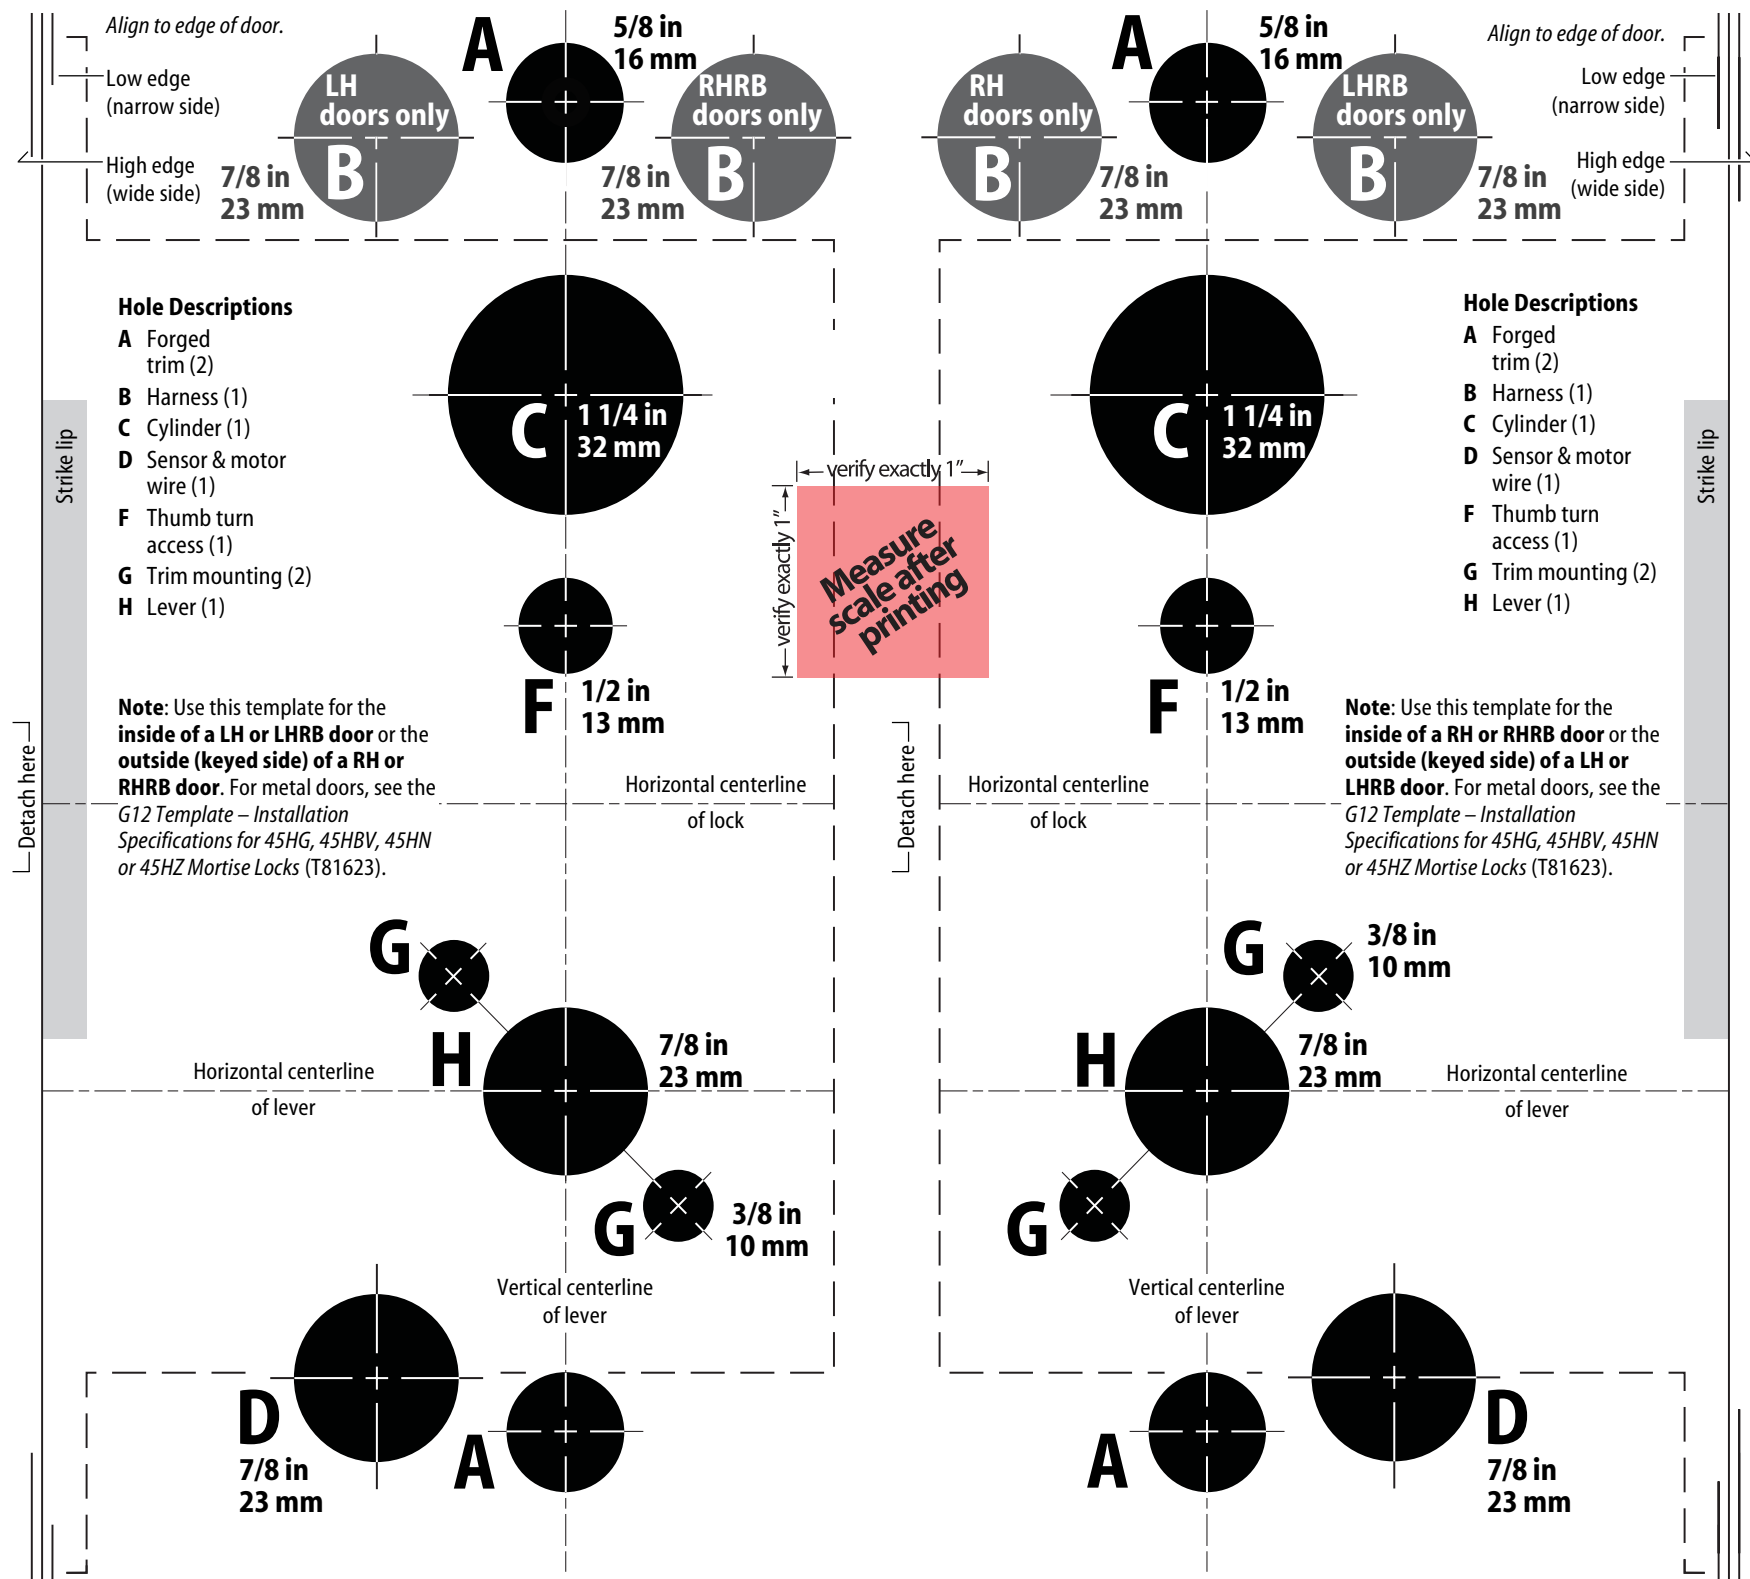 Align to edge of door.
Low edge
(narrow side)
High edge
(wide side)
LH
doors only
B
7/8 in
23 mm
A
5/8 in
16 mm
RHRB
doors only
B
7/8 in
23 mm
Hole Descriptions
A Forged
trim (2)
B Harness (1)
C Cylinder (1)
D Sensor & motor
wire (1)
F Thumb turn
access (1)
G Trim mounting (2)
H Lever (1)
Strike lip
C
1 1/4 in
32 mm
F
1/2 in
13 mm
Note: Use this template for the
inside of a LH or LHRB door or the
outside (keyed side) of a RH or
RHRB door. For metal doors, see the
G12 Template – Installation
Specifications for 45HG, 45HBV, 45HN
or 45HZ Mortise Locks (T81623).
Detach here
Horizontal centerline
of lock
G
H
7/8 in
23 mm
Horizontal centerline
of lever
G
3/8 in
10 mm
Vertical centerline
of lever
D
7/8 in
23 mm
A
verify exactly 1”
verify exactly 1”
Measure
scale after
printing
RH
doors only
B
7/8 in
23 mm
A
5/8 in
16 mm
LHRB
doors only
B
7/8 in
23 mm
Align to edge of door.
Low edge
(narrow side)
High edge
(wide side)
C
1 1/4 in
32 mm
Hole Descriptions
A Forged
trim (2)
B Harness (1)
C Cylinder (1)
D Sensor & motor
wire (1)
F Thumb turn
access (1)
G Trim mounting (2)
H Lever (1)
Strike lip
F
1/2 in
13 mm
Note: Use this template for the
inside of a RH or RHRB door or the
outside (keyed side) of a LH or
LHRB door. For metal doors, see the
G12 Template – Installation
Specifications for 45HG, 45HBV, 45HN
or 45HZ Mortise Locks (T81623).
Detach here
Horizontal centerline
of lock
G
3/8 in
10 mm
H
7/8 in
23 mm
Horizontal centerline
of lever
G
Vertical centerline
of lever
A
D
7/8 in
23 mm